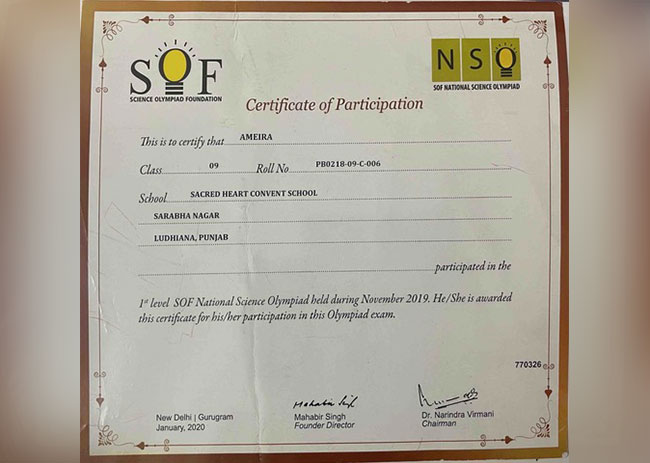 SOF
SCIENCE OLYMPIAD FOUNDATION
NSO
SOF NATIONAL SCIENCE OLYMPIAD
Certificate of Participation
This is to certify that AMEIRA
Class 09 Roll No PB0218-09-C-006
School SACRED HEART CONVENT SCHOOL
SARABHA NAGAR
LUDHIANA, PUNJAB
participated in the
1st level SOF National Science Olympiad held during November 2019. He/She is awarded
this certificate for his/her participation in this Olympiad exam.
770326
Mahabir Singh
New Delhi | Gurugram
January, 2020
Mahabir Singh
Founder Director
Dr. Narindra Virmani
Chairman